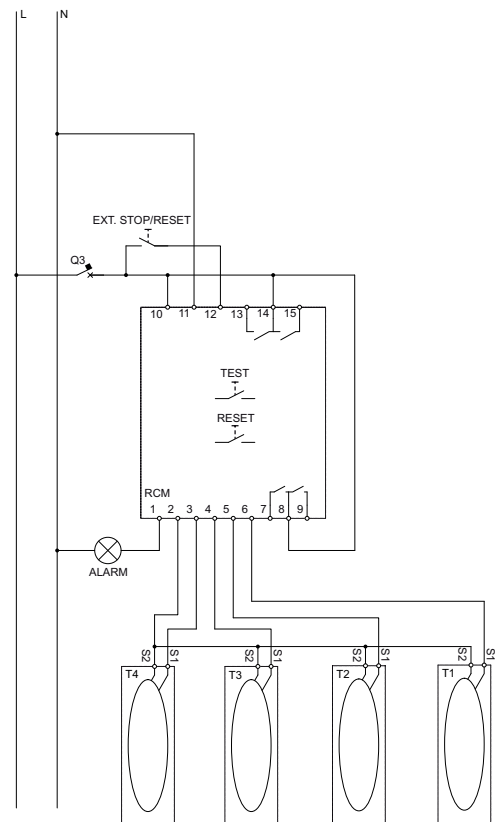 L N
EXT. STOP/RESET
Q3
10 11 12 13 14 15
TEST
RESET
RCM
1 2 3 4 5 6 7 8 9
ALARM
S2 S1 S2 S1 S2 S1 S2 S1
T4 T3 T2 T1